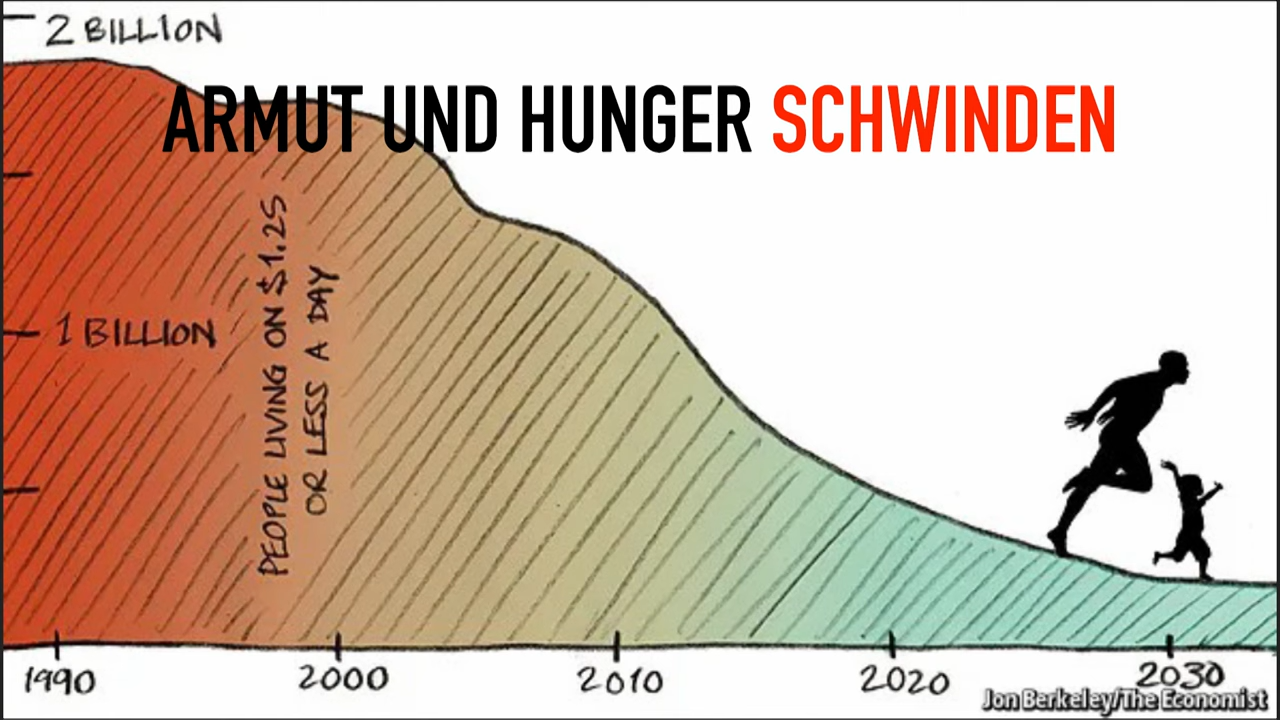 2 BILLION
ARMUT UND HUNGER SCHWINDEN
1 BILLION
PEOPLE LIVING ON $1.25
OR LESS A DAY
1990 2000 2010 2020 2030
Jon Berkeley/The Economist